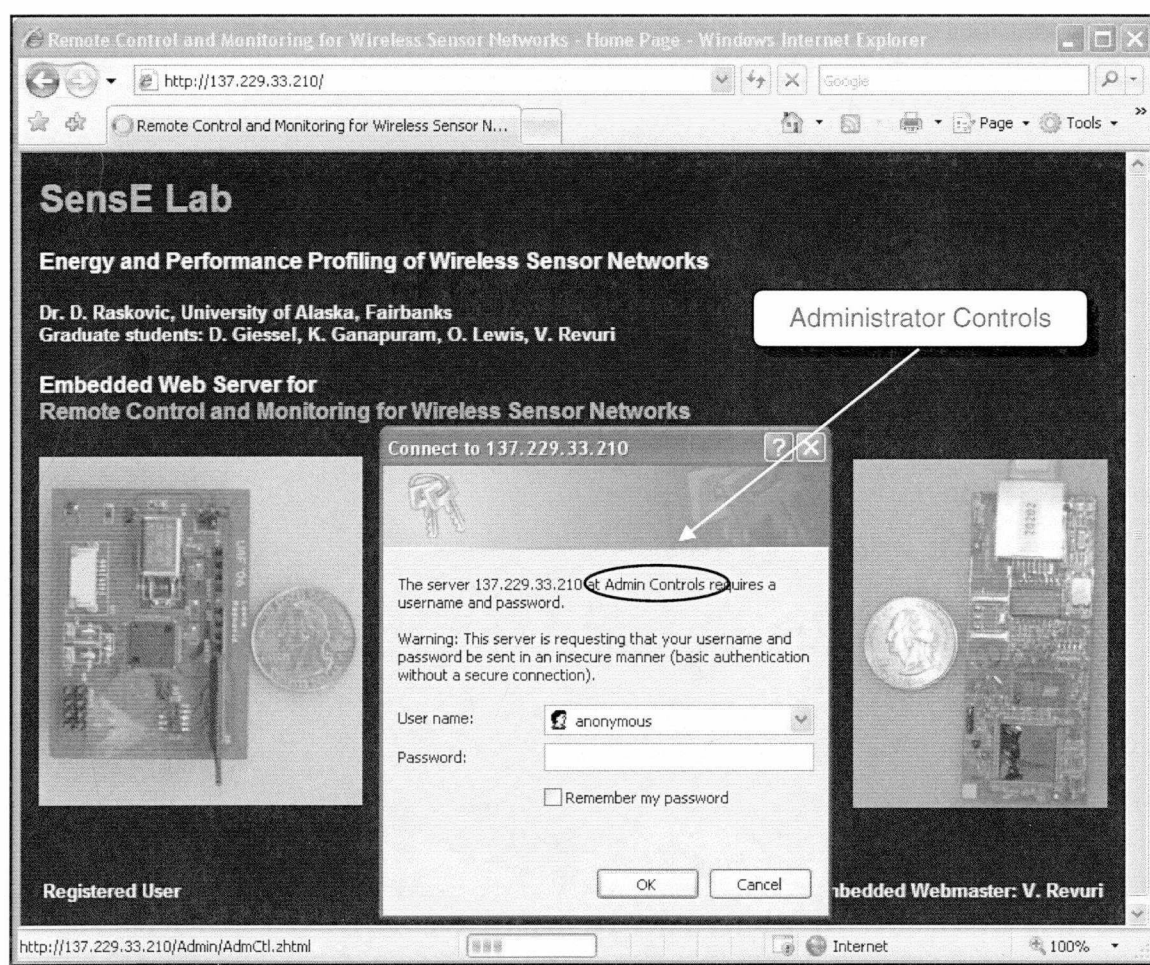 Remote Control and Monitoring for Wireless Sensor Networks - Home Page - Windows Internet Explorer
http://137.229.33.210/
Google
Remote Control and Monitoring for Wireless Sensor N...
Page
Tools
SensE Lab
Energy and Performance Profiling of Wireless Sensor Networks
Dr. D. Raskovic, University of Alaska, Fairbanks
Graduate students: D. Giessel, K. Ganapuram, O. Lewis, V. Revuri
Administrator Controls
Embedded Web Server for
Remote Control and Monitoring for Wireless Sensor Networks
Connect to 137.229.33.210
The server 137.229.33.210 at Admin Controls requires a
username and password.
Warning: This server is requesting that your username and
password be sent in an insecure manner (basic authentication
without a secure connection).
User name:
anonymous
Password:
Remember my password
OK
Cancel
20202
Registered User
bedded Webmaster: V. Revuri
http://137.229.33.210/Admin/AdmCtl.zhtml
Internet
100%